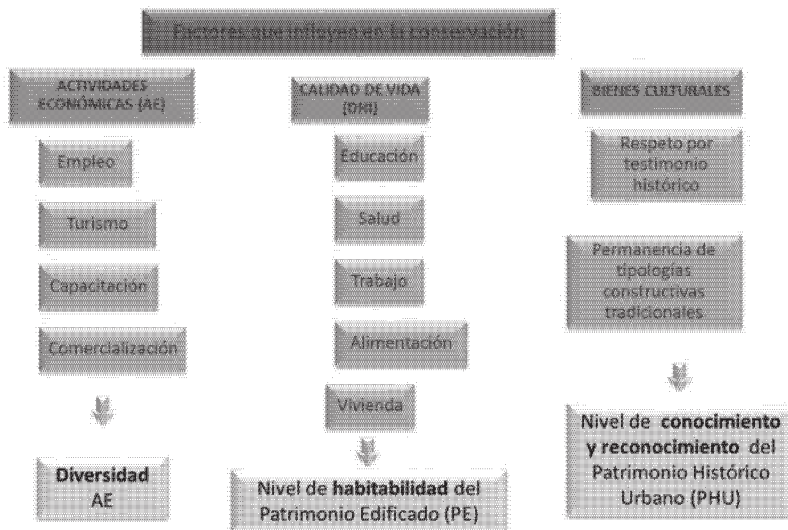 Factores que influyen en la conservación
ACTIVIDADES
ECONÓMICAS (AE)
Empleo
Turismo
Capacitación
Comercialización
Diversidad
AE
CALIDAD DE VIDA
(DHI)
Educación
Salud
Trabajo
Alimentación
Vivienda
Nivel de habitabilidad del
Patrimonio Edificado (PE)
BIENES CULTURALES
Respeto por
testimonio
histórico
Permanencia de
tipologías
constructivas
tradicionales
Nivel de conocimiento
y reconocimiento del
Patrimonio Histórico
Urbano (PHU)